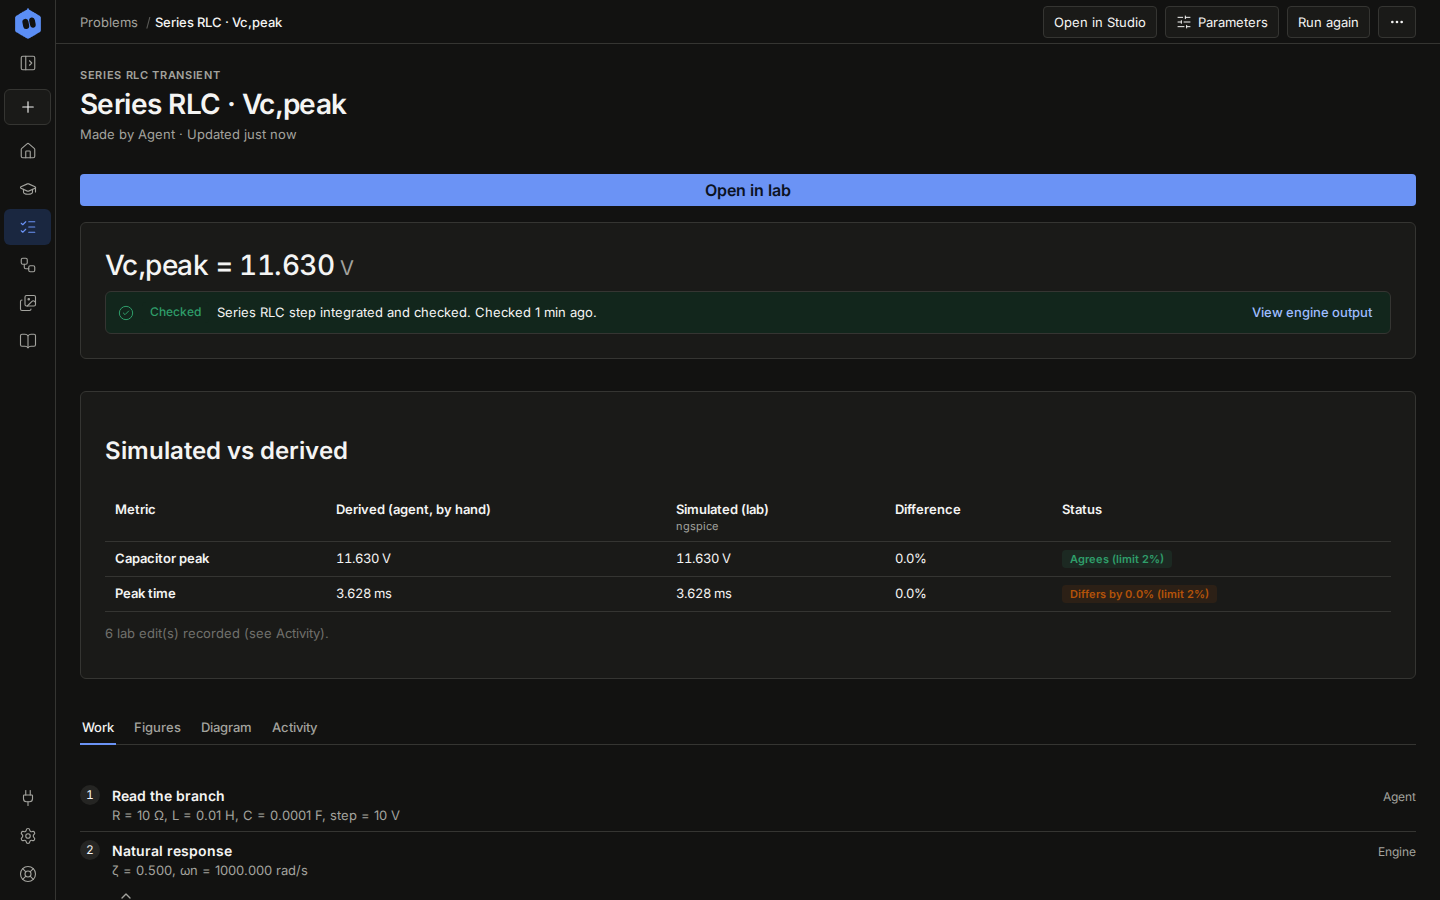 Problems / Series RLC · Vc,peak
Open in Studio
Parameters
Run again
SERIES RLC TRANSIENT
Series RLC · Vc,peak
Made by Agent · Updated just now
Open in lab
Vc,peak = 11.630 V
Checked Series RLC step integrated and checked. Checked 1 min ago. View engine output
Simulated vs derived
Metric Derived (agent, by hand) Simulated (lab) Difference Status
ngspice
Capacitor peak 11.630 V 11.630 V 0.0% Agrees (limit 2%)
Peak time 3.628 ms 3.628 ms 0.0% Differs by 0.0% (limit 2%)
6 lab edit(s) recorded (see Activity).
Work Figures Diagram Activity
1 Read the branch Agent
R = 10 Ω, L = 0.01 H, C = 0.0001 F, step = 10 V
2 Natural response Engine
ζ = 0.500, ωn = 1000.000 rad/s